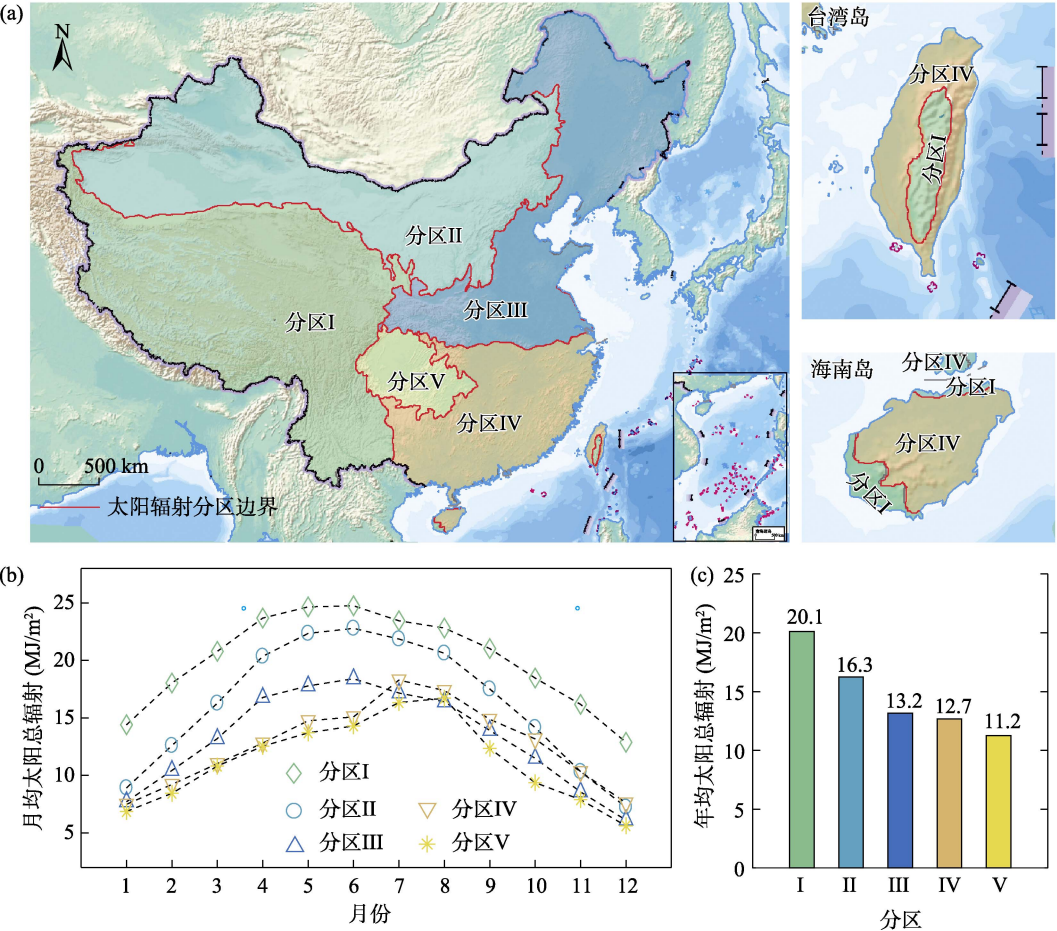 (a)
N
分区II
分区III
分区I
分区V
分区IV
0 500 km
太阳辐射分区边界
台湾岛
分区IV
分区I
海南岛
分区IV
分区I
分区IV
分区I
(b)
月均太阳总辐射 (MJ/m²)
25
20
15
10
5
分区I
分区II
分区IV
分区III
分区V
1 2 3 4 5 6 7 8 9 10 11 12
月份
(c)
年均太阳总辐射 (MJ/m²)
25
20
15
10
5
0
20.1
16.3
13.2
12.7
11.2
I II III IV V
分区